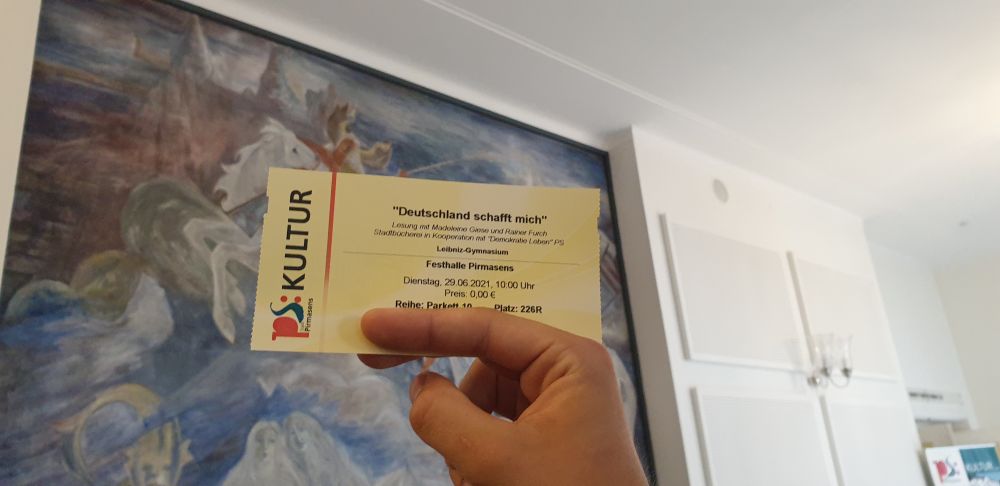 ps: KULTUR
Pirmasens
"Deutschland schafft mich"
Lesung mit Madeleine Giese und Rainer Furch
Stadtbücherei in Kooperation mit "Demokratie Leben" PS
Leibniz-Gymnasium
Festhalle Pirmasens
Dienstag, 29.06.2021, 10:00 Uhr
Preis: 0,00 €
Reihe: Parkett 10 Platz: 226R
KULTUR